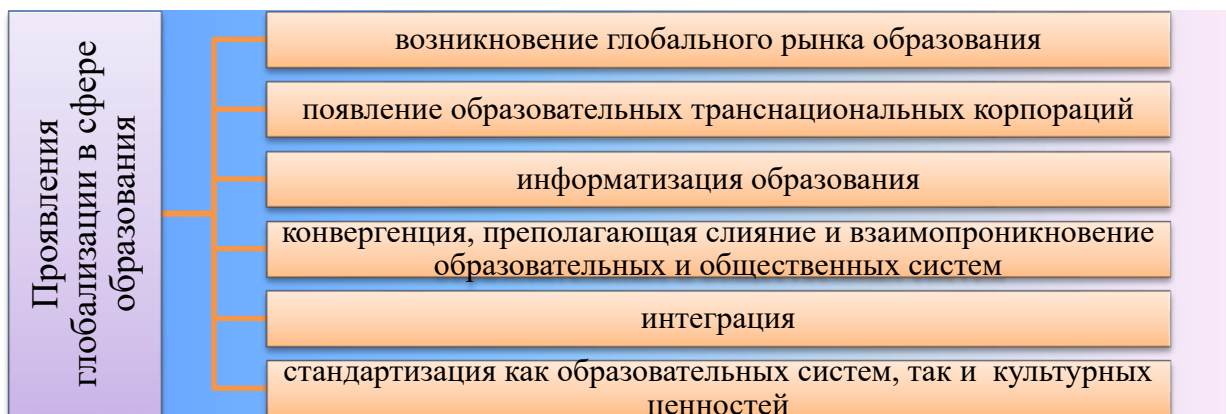 Проявления
глобализации в сфере
образования
возникновение глобального рынка образования
появление образовательных транснациональных корпораций
информатизация образования
конвергенция, преполагающая слияние и взаимопроникновение
образовательных и общественных систем
интеграция
стандартизация как образовательных систем, так и культурных
ценностей